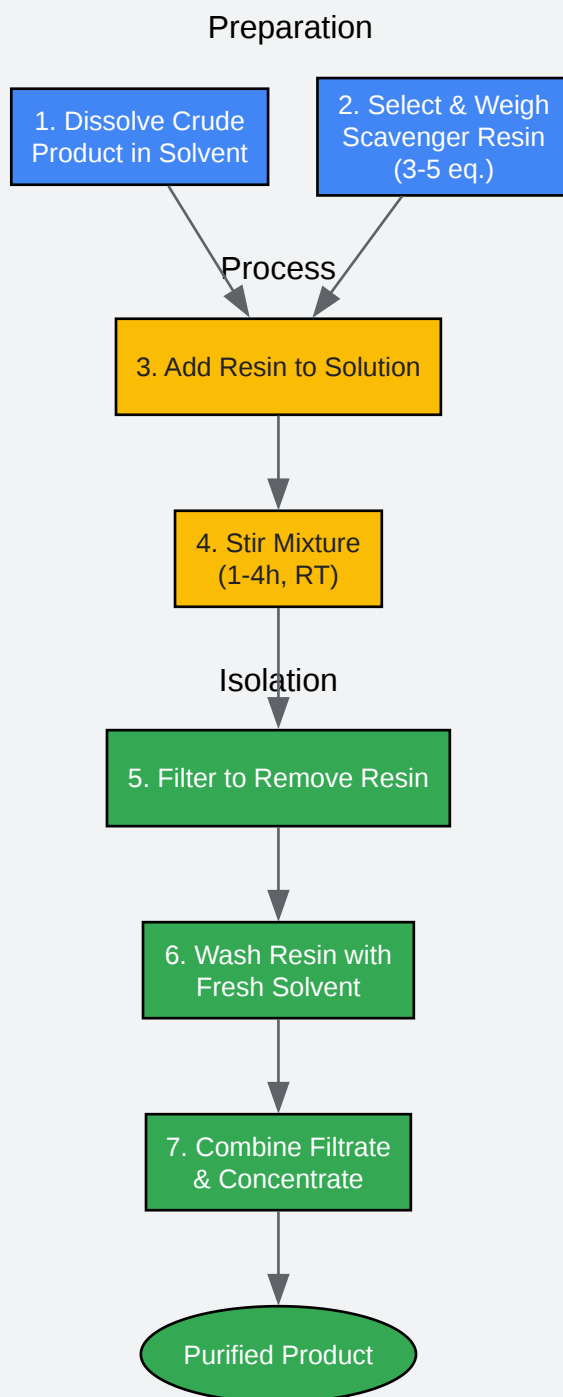 Preparation
1. Dissolve Crude
Product in Solvent
2. Select & Weigh
Scavenger Resin
(3-5 eq.)
Process
3. Add Resin to Solution
4. Stir Mixture
(1-4h, RT)
Isolation
5. Filter to Remove Resin
6. Wash Resin with
Fresh Solvent
7. Combine Filtrate
& Concentrate
Purified Product